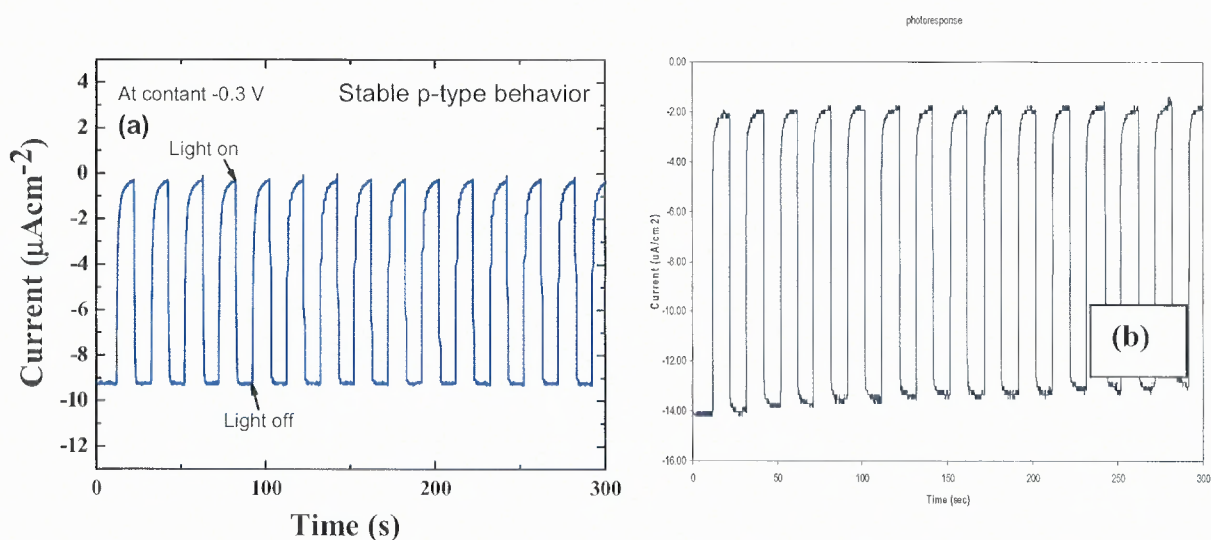 At contant -0.3 V
Stable p-type behavior
(a)
Light on
Light off
Current (µAcm⁻²)
4
2
0
-2
-4
-6
-8
-10
-12
0
100
200
300
Time (s)
photoresponse
0.00
-2.00
-4.00
-6.00
-8.00
-10.00
-12.00
-14.00
-16.00
Current (uA/cm2)
(b)
0
50
100
150
200
250
300
Time (sec)